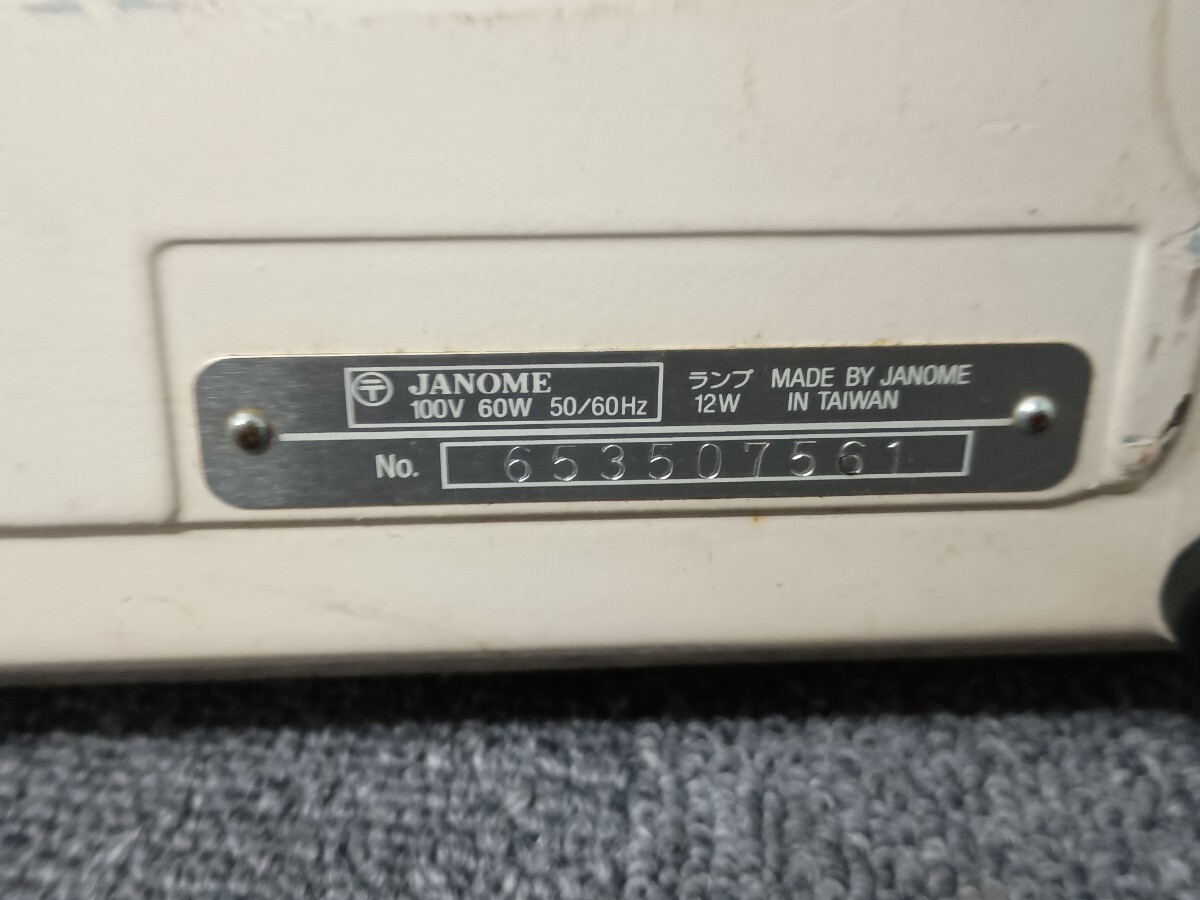 〒 JANOME
100V 60W 50/60Hz
ランプ
12W
MADE BY JANOME
IN TAIWAN
No. 653507561